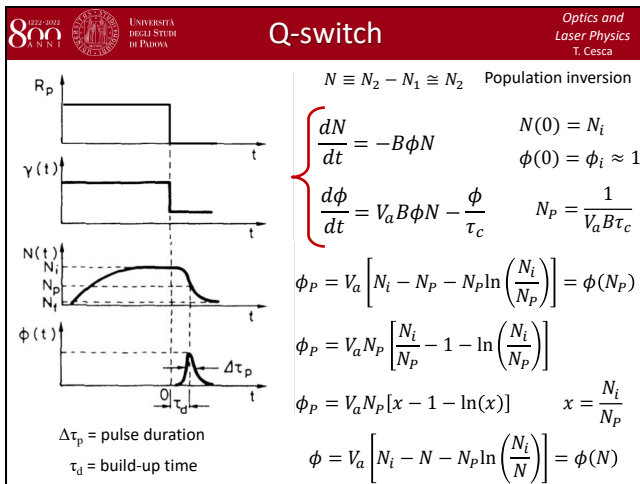 1222·2022
800
ANNI
UNIVERSITÀ
DEGLI STUDI
DI PADOVA
Q-switch
Optics and
Laser Physics
T. Cesca
R_p
t
γ(t)
t
N(t)
N_i
N_p
N_f
t
ϕ(t)
Δτ_p
0
τ_d
t
Δτ_p = pulse duration
τ_d = build-up time
N ≡ N_2 − N_1 ≅ N_2 Population inversion
dN/dt = −BϕN
N(0) = N_i
ϕ(0) = ϕ_i ≈ 1
dϕ/dt = V_a BϕN − ϕ/τ_c
N_P = 1/(V_a Bτ_c)
ϕ_P = V_a [N_i − N_P − N_P ln(N_i/N_P)] = ϕ(N_P)
ϕ_P = V_a N_P [N_i/N_P − 1 − ln(N_i/N_P)]
ϕ_P = V_a N_P [x − 1 − ln(x)] x = N_i/N_P
ϕ = V_a [N_i − N − N_P ln(N_i/N)] = ϕ(N)